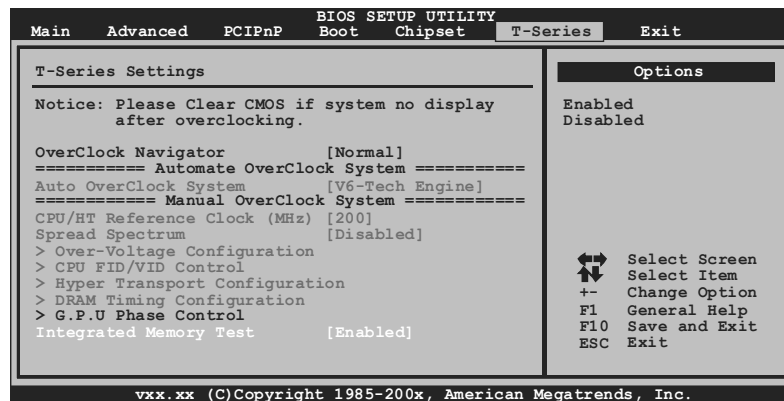 BIOS SETUP UTILITY
Main Advanced PCIPnP Boot Chipset T-Series Exit
T-Series Settings
Notice: Please Clear CMOS if system no display
after overclocking.
OverClock Navigator [Normal]
=========== Automate OverClock System ===========
Auto OverClock System [V6-Tech Engine]
============ Manual OverClock System ============
CPU/HT Reference Clock (MHz) [200]
Spread Spectrum [Disabled]
> Over-Voltage Configuration
> CPU FID/VID Control
> Hyper Transport Configuration
> DRAM Timing Configuration
> G.P.U Phase Control
Integrated Memory Test [Enabled]
Options
Enabled
Disabled
Select Screen
Select Item
+- Change Option
F1 General Help
F10 Save and Exit
ESC Exit
vxx.xx (C)Copyright 1985-200x, American Megatrends, Inc.